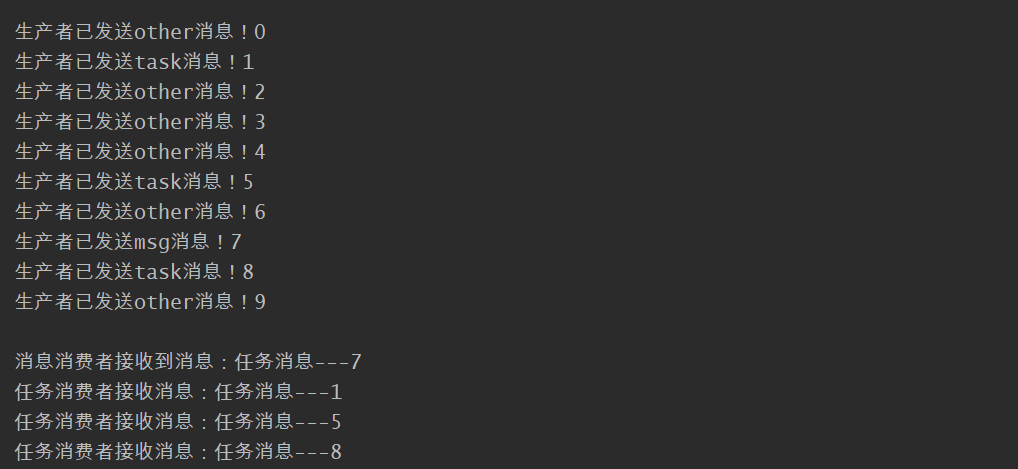 生产者已发送other消息！0
生产者已发送task消息！1
生产者已发送other消息！2
生产者已发送other消息！3
生产者已发送other消息！4
生产者已发送task消息！5
生产者已发送other消息！6
生产者已发送msg消息！7
生产者已发送task消息！8
生产者已发送other消息！9
消息消费者接收到消息：任务消息---7
任务消费者接收消息：任务消息---1
任务消费者接收消息：任务消息---5
任务消费者接收消息：任务消息---8